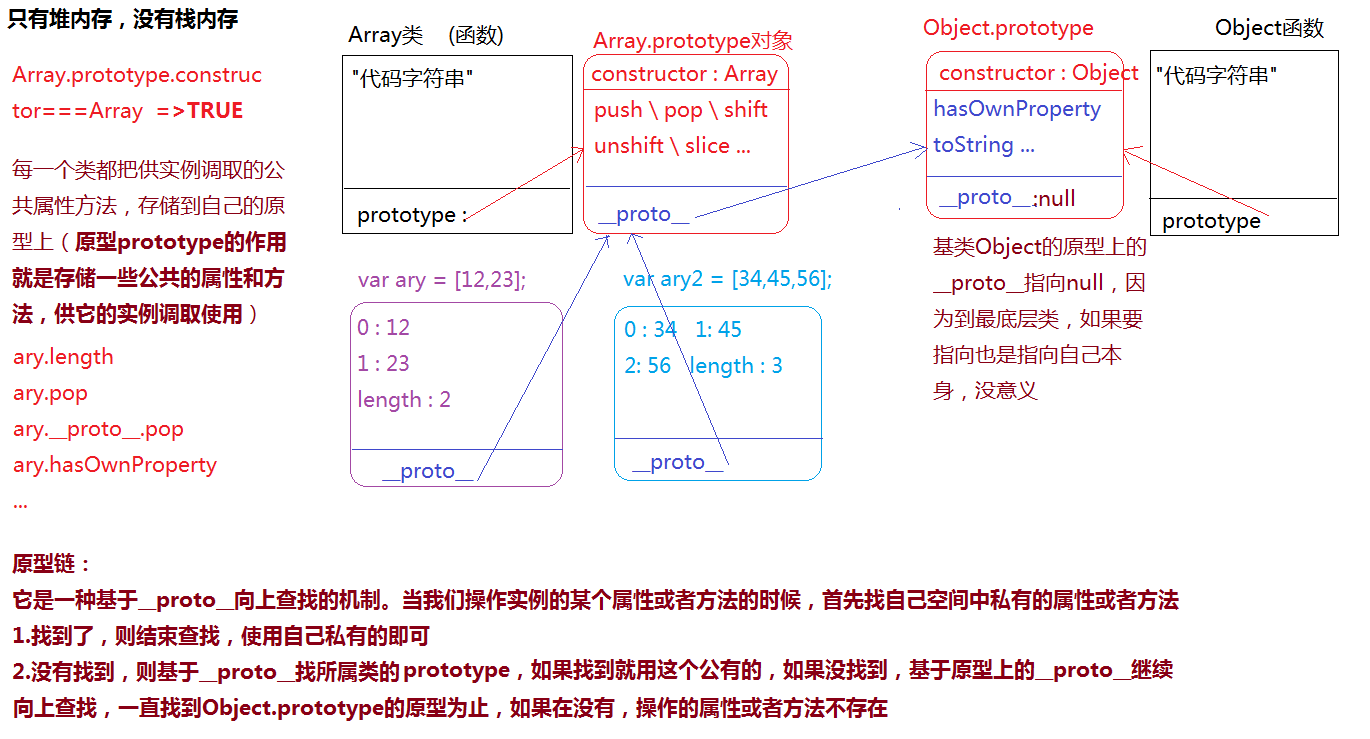 只有堆内存，没有栈内存
Array.prototype.construc
tor===Array =>TRUE
每一个类都把供实例调取的公
共属性方法，存储到自己的原
型上（原型prototype的作用
就是存储一些公共的属性和方
法，供它的实例调取使用）
ary.length
ary.pop
ary.__proto__.pop
ary.hasOwnProperty
...
Array类 (函数)
"代码字符串"
prototype :
Array.prototype对象
constructor : Array
push \ pop \ shift
unshift \ slice ...
__proto__
Object.prototype
constructor : Object
hasOwnProperty
toString ...
__proto__:null
Object函数
"代码字符串"
prototype
var ary = [12,23];
0 : 12
1 : 23
length : 2
__proto__
var ary2 = [34,45,56];
0 : 34 1: 45
2: 56 length : 3
__proto__
基类Object的原型上的
__proto__指向null，因
为到最底层类，如果要
指向也是指向自己本
身，没意义
原型链：
它是一种基于__proto__向上查找的机制。当我们操作实例的某个属性或者方法的时候，首先找自己空间中私有的属性或者方法
1.找到了，则结束查找，使用自己私有的即可
2.没有找到，则基于__proto__找所属类的prototype，如果找到就用这个公有的，如果没找到，基于原型上的__proto__继续
向上查找，一直找到Object.prototype的原型为止，如果在没有，操作的属性或者方法不存在